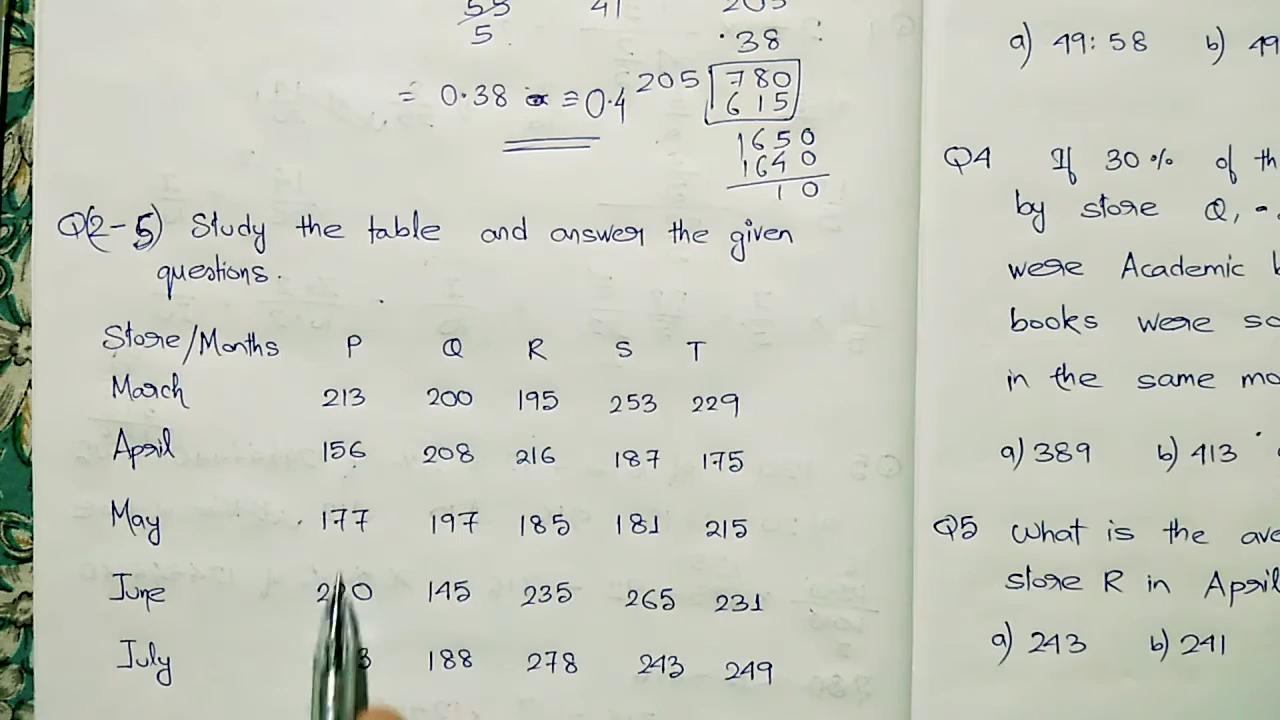 55
5
41
205
.38 :
= 0.38 ≅ 0.4
205 780
615
1650
1640
10
Q(2-5) Study the table and answer the given
questions.
Store/Months P Q R S T
March 213 200 195 253 229
April 156 208 216 187 175
May 177 197 185 181 215
June 145 235 265 231
July 188 278 243 249
a) 49:58 b) 49
Q4 If 30% of th
by store Q,
were Academic
books were so
in the same mo
a) 389 b) 413
Q5 What is the ave
store R in April
a) 243 b) 241